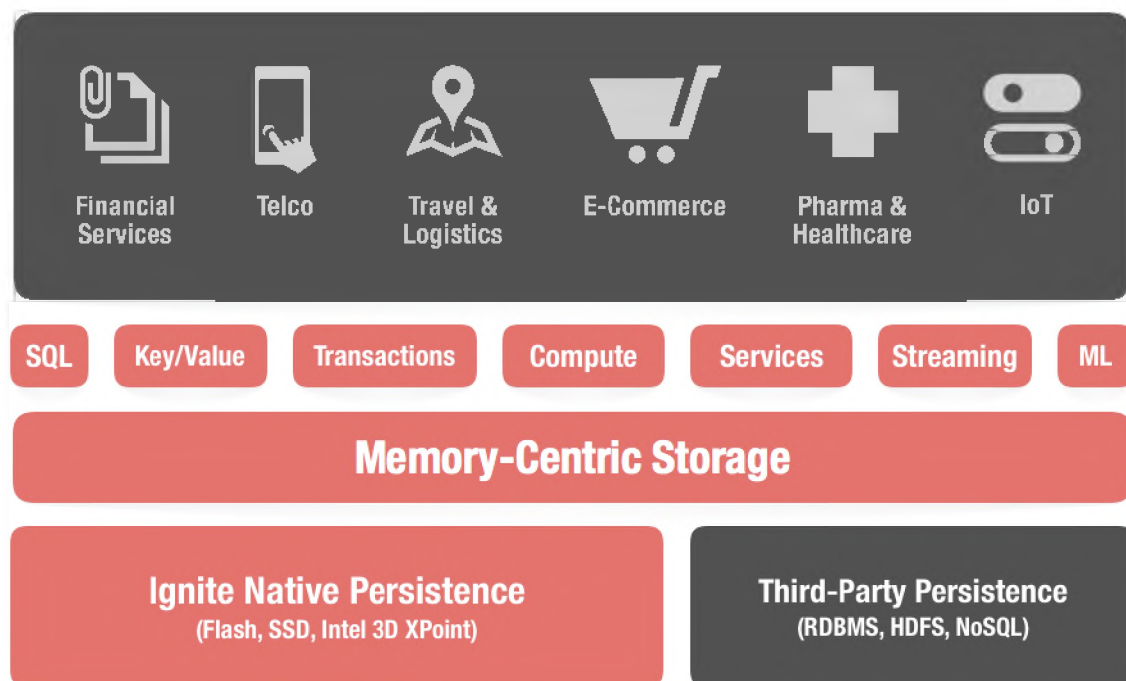 Financial
Services
Telco
Travel &
Logistics
E-Commerce
Pharma &
Healthcare
IoT
SQL
Key/Value
Transactions
Compute
Services
Streaming
ML
Memory-Centric Storage
Ignite Native Persistence
(Flash, SSD, Intel 3D XPoint)
Third-Party Persistence
(RDBMS, HDFS, NoSQL)